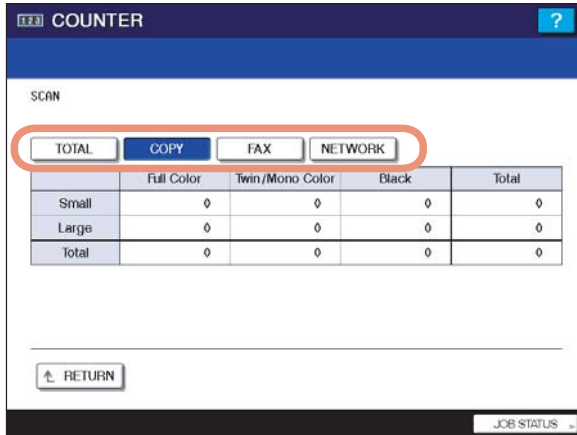 123 COUNTER ?
SCAN
TOTAL COPY FAX NETWORK
Full Color Twin/Mono Color Black Total
Small 0 0 0 0
Large 0 0 0 0
Total 0 0 0 0
RETURN
JOB STATUS